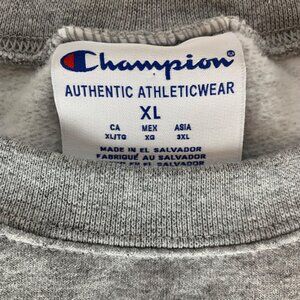 Champion
AUTHENTIC ATHLETICWEAR
XL
CA MEX ASIA
XL/TG XG 3XL
MADE IN EL SALVADOR
FABRIQUÉ AU SALVADOR